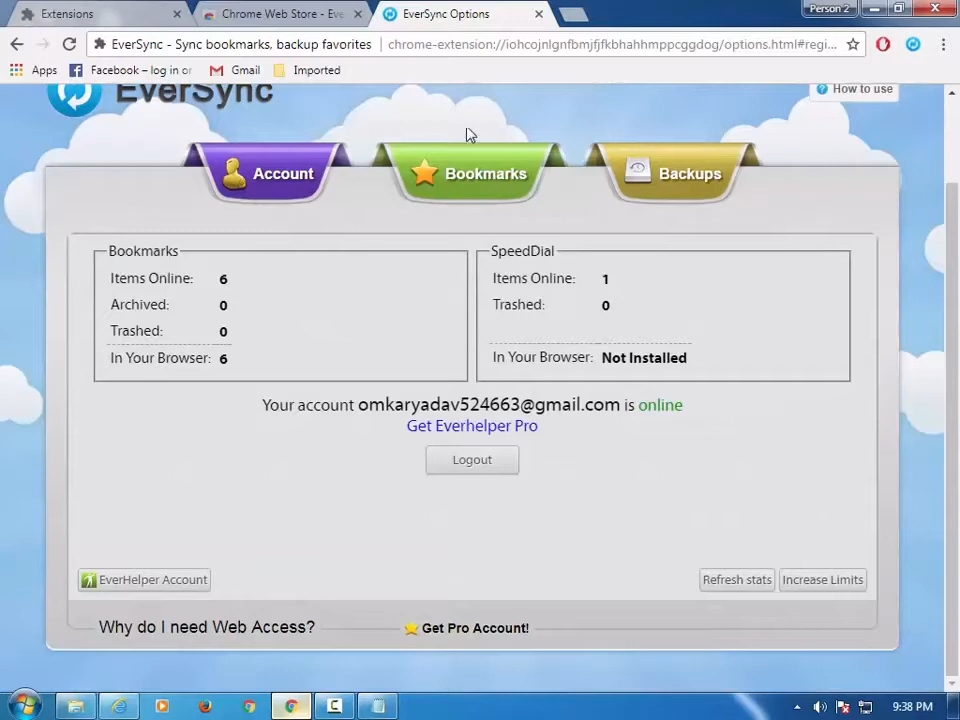 Extensions
Chrome Web Store - Eve
EverSync Options
Person 2
EverSync - Sync bookmarks, backup favorites
chrome-extension://iohcojnlgnfbmjfjfkbhahhmppcggdog/options.html#regi...
Apps
Facebook – log in or
Gmail
Imported
EverSync
How to use
Account
Bookmarks
Backups
Bookmarks
Items Online: 6
Archived: 0
Trashed: 0
In Your Browser: 6
SpeedDial
Items Online: 1
Trashed: 0
In Your Browser: Not Installed
Your account omkaryadav524663@gmail.com is online
Get Everhelper Pro
Logout
EverHelper Account
Refresh stats
Increase Limits
Why do I need Web Access?
Get Pro Account!
9:38 PM